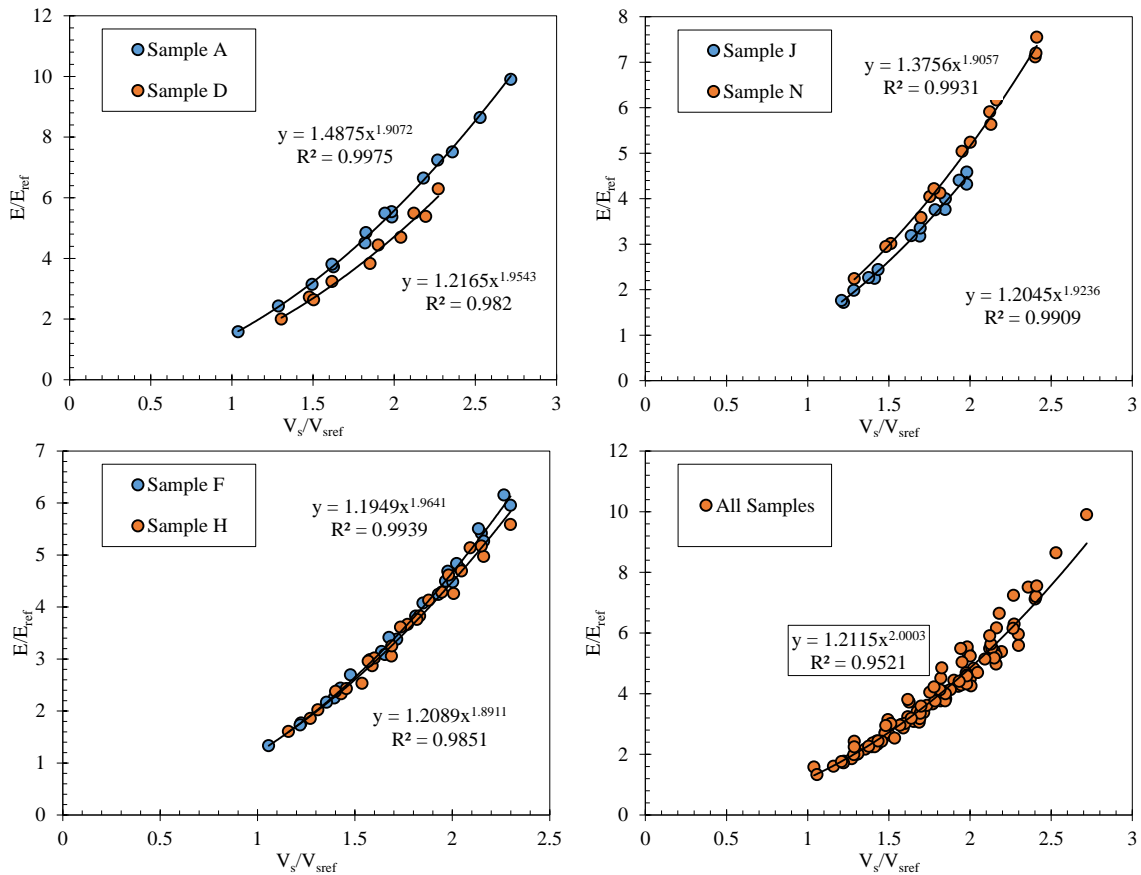 12
10
8
6
4
2
0
E/E_ref
Sample A
Sample D
y = 1.4875x^1.9072
R² = 0.9975
y = 1.2165x^1.9543
R² = 0.982
0 0.5 1 1.5 2 2.5 3
V_s/V_sref
8
7
6
5
4
3
2
1
0
E/E_ref
Sample J
Sample N
y = 1.3756x^1.9057
R² = 0.9931
y = 1.2045x^1.9236
R² = 0.9909
0 0.5 1 1.5 2 2.5 3
V_s/V_sref
7
6
5
4
3
2
1
0
E/E_ref
Sample F
Sample H
y = 1.1949x^1.9641
R² = 0.9939
y = 1.2089x^1.8911
R² = 0.9851
0 0.5 1 1.5 2 2.5
V_s/V_sref
12
10
8
6
4
2
0
E/E_ref
All Samples
y = 1.2115x^2.0003
R² = 0.9521
0 0.5 1 1.5 2 2.5 3
V_s/V_sref